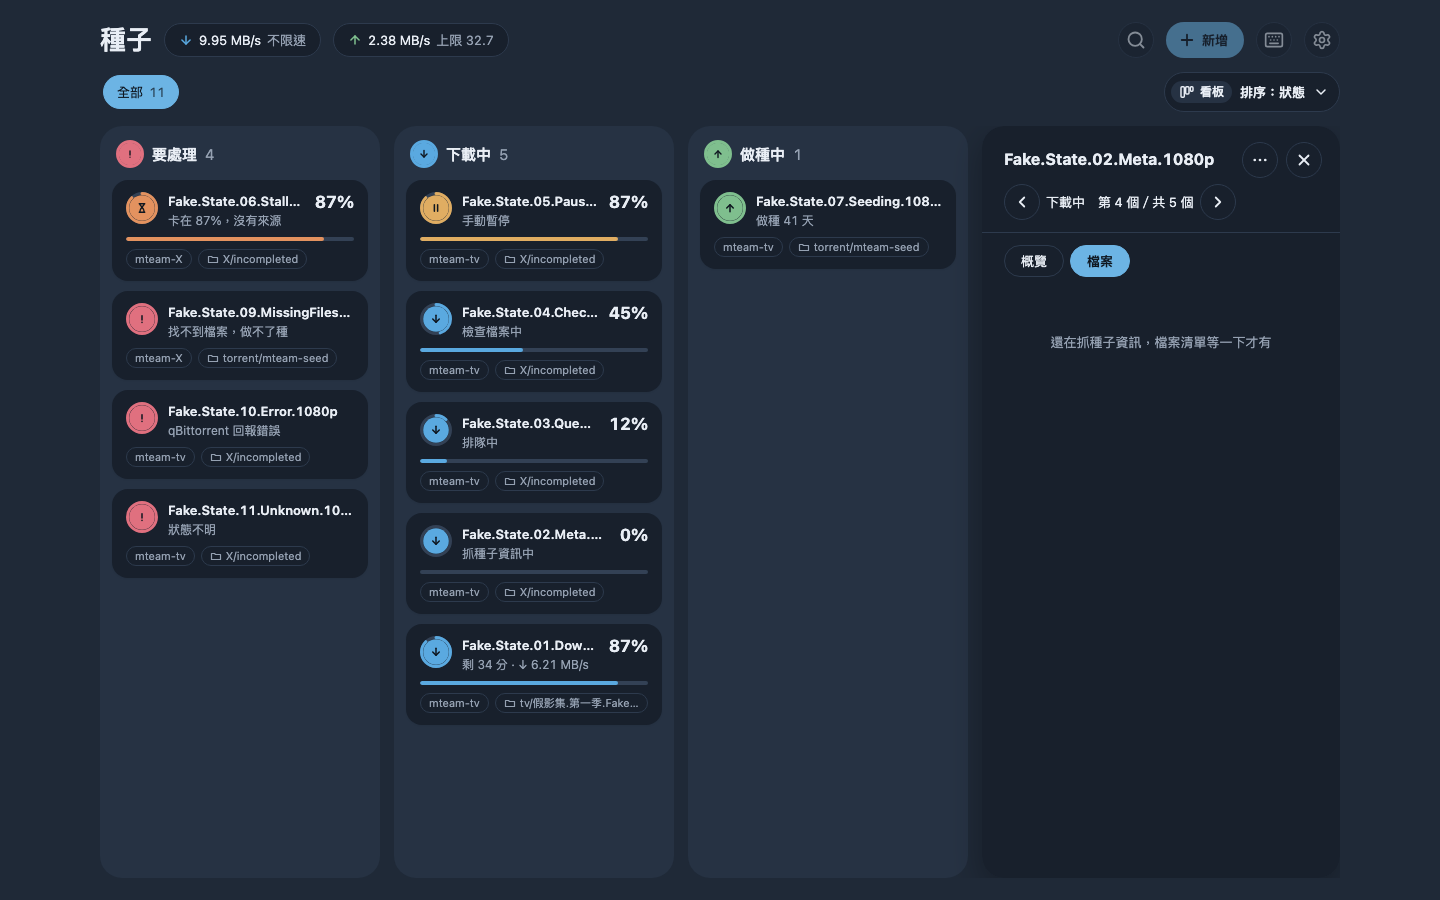 種子
9.95 MB/s 不限速
2.38 MB/s 上限 32.7
新增
全部 11
看板 排序：狀態
! 要處理 4
Fake.State.06.Stall... 87%
卡在 87%，沒有來源
mteam-X X/incompleted
! Fake.State.09.MissingFiles...
找不到檔案，做不了種
mteam-X torrent/mteam-seed
! Fake.State.10.Error.1080p
qBittorrent 回報錯誤
mteam-tv X/incompleted
! Fake.State.11.Unknown.10...
狀態不明
mteam-tv X/incompleted
下載中 5
Fake.State.05.Paus... 87%
手動暫停
mteam-tv X/incompleted
Fake.State.04.Chec... 45%
檢查檔案中
mteam-tv X/incompleted
Fake.State.03.Que... 12%
排隊中
mteam-tv X/incompleted
Fake.State.02.Meta.... 0%
抓種子資訊中
mteam-tv X/incompleted
Fake.State.01.Dow... 87%
剩 34 分 · ↓ 6.21 MB/s
mteam-tv tv/假影集.第一季.Fake...
做種中 1
Fake.State.07.Seeding.108...
做種 41 天
mteam-tv torrent/mteam-seed
Fake.State.02.Meta.1080p
下載中 第 4 個 / 共 5 個
概覽 檔案
還在抓種子資訊，檔案清單等一下才有